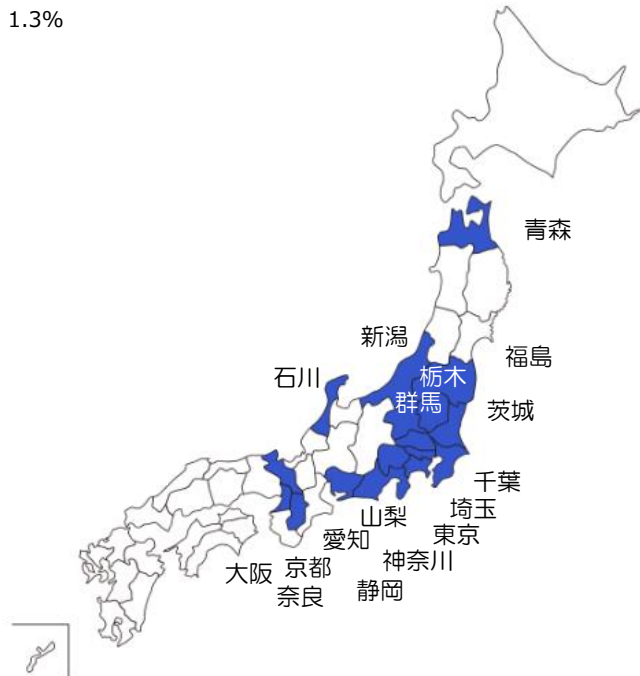 1.3%
青森
新潟
福島
石川
栃木
群馬
茨城
千葉
埼玉
山梨
東京
愛知
神奈川
大阪
京都
静岡
奈良